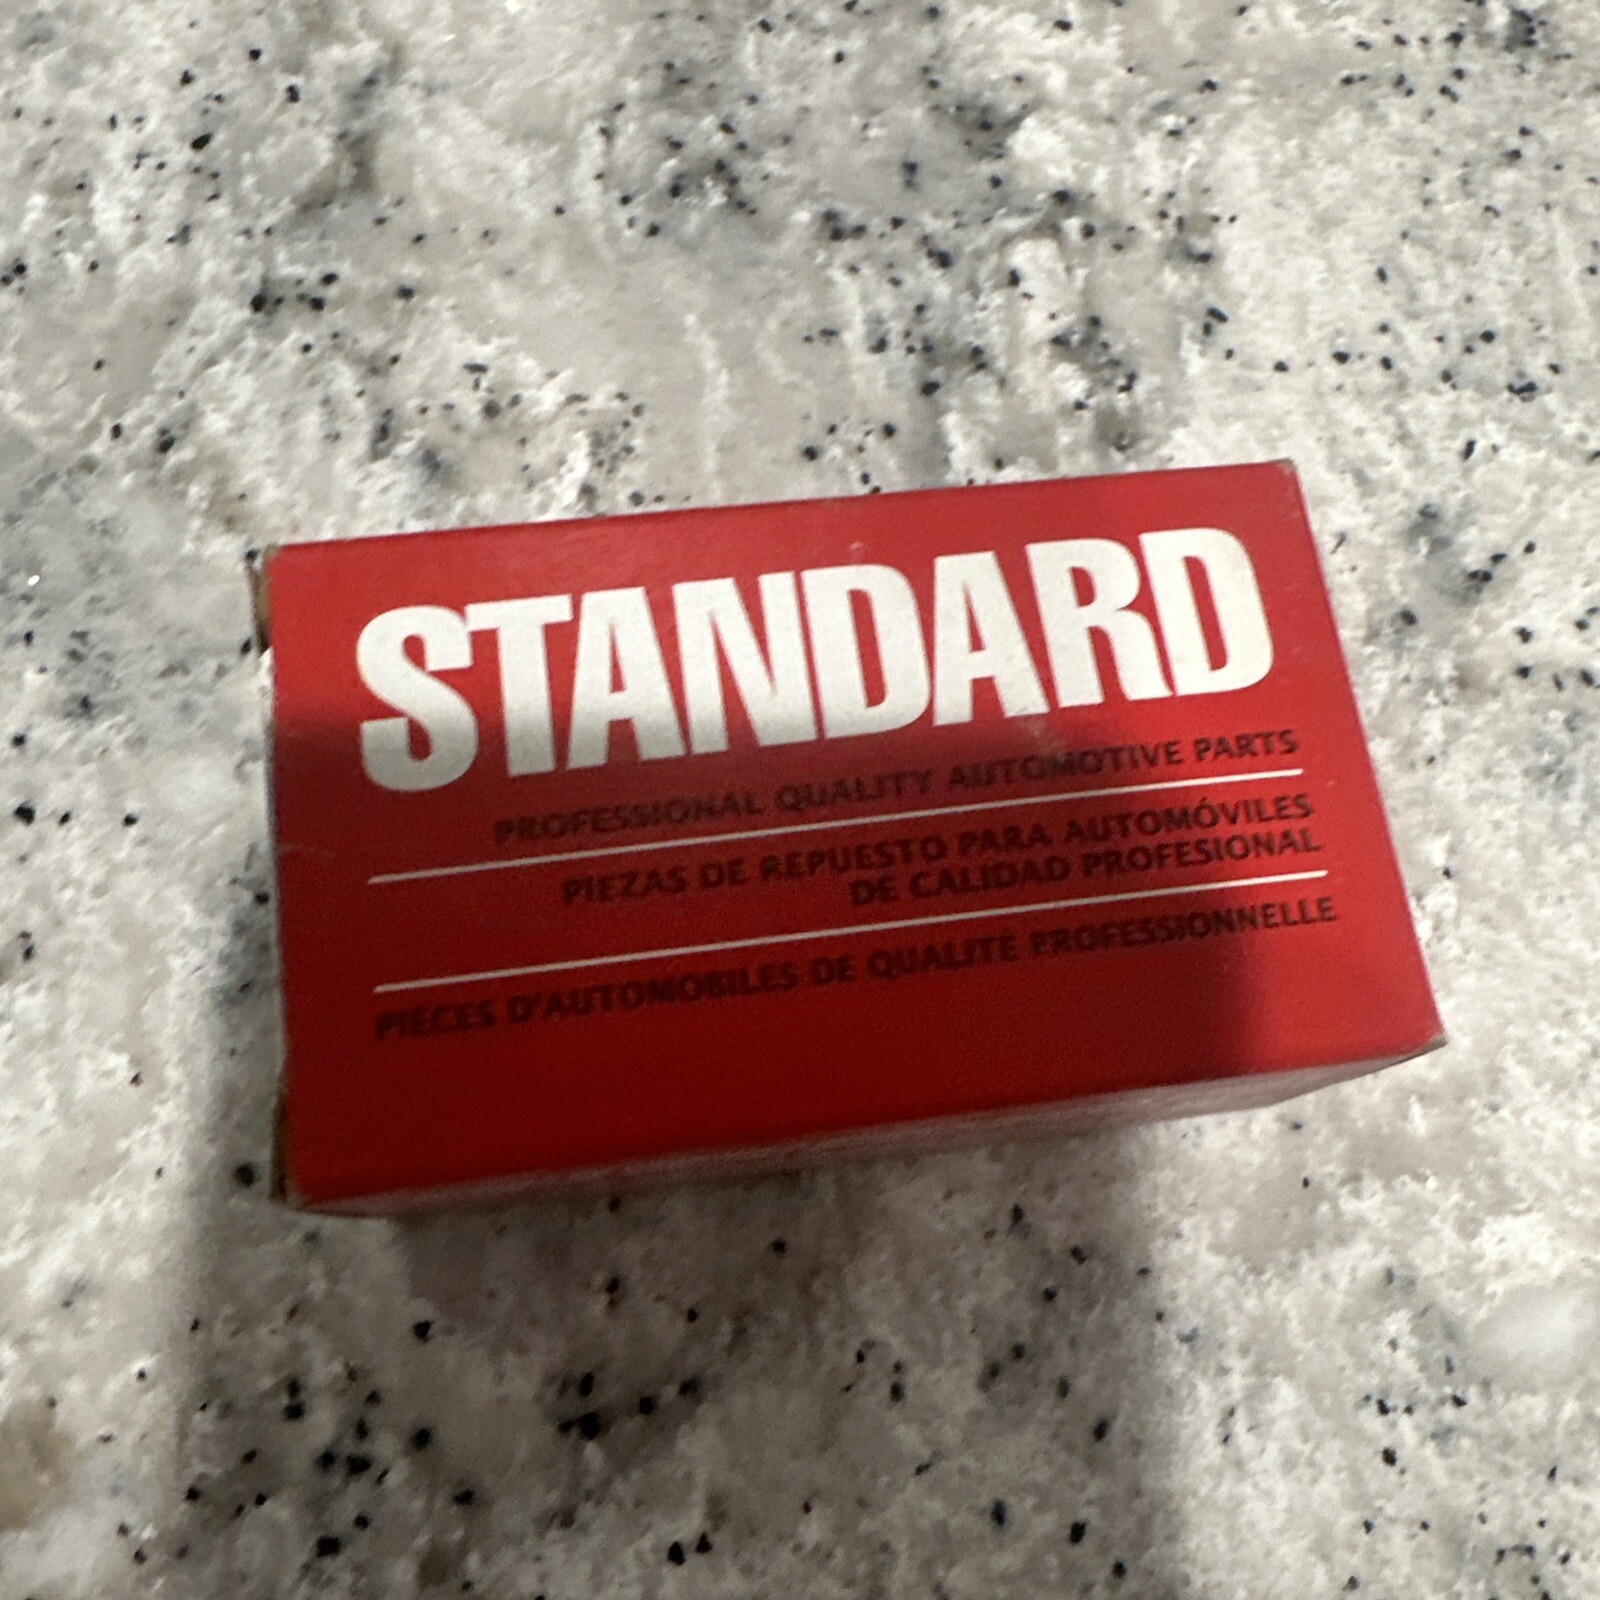 STANDARD
PROFESSIONAL QUALITY AUTOMOTIVE PARTS
PIEZAS DE REPUESTO PARA AUTOMÓVILES
DE CALIDAD PROFESIONAL
PIÈCES D'AUTOMOBILES DE QUALITÉ PROFESSIONNELLE